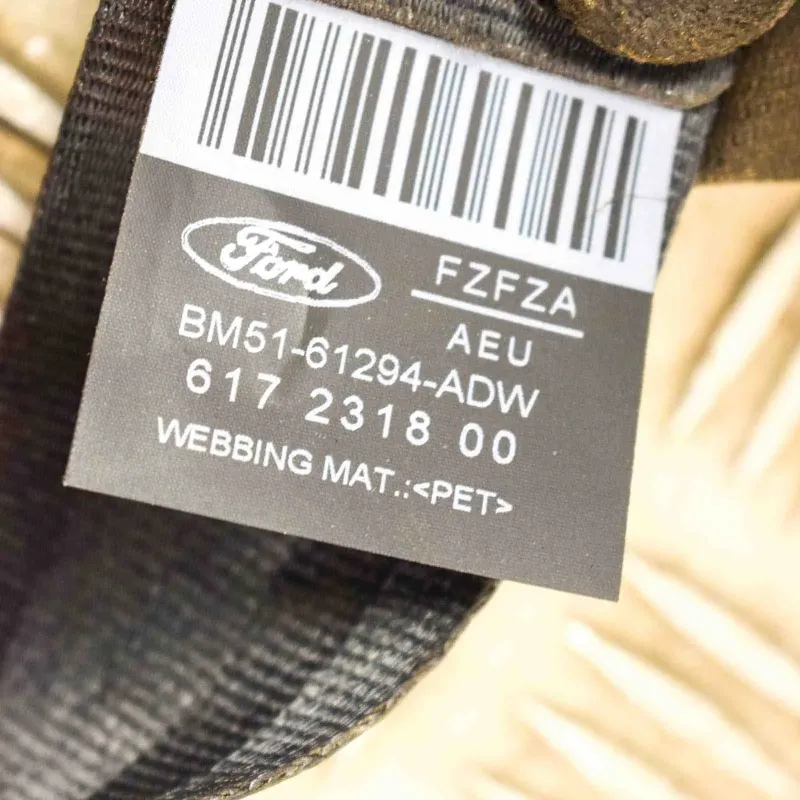 Ford
FZFZA
AEU
BM51-61294-ADW
617 2318 00
WEBBING MAT.:<PET>